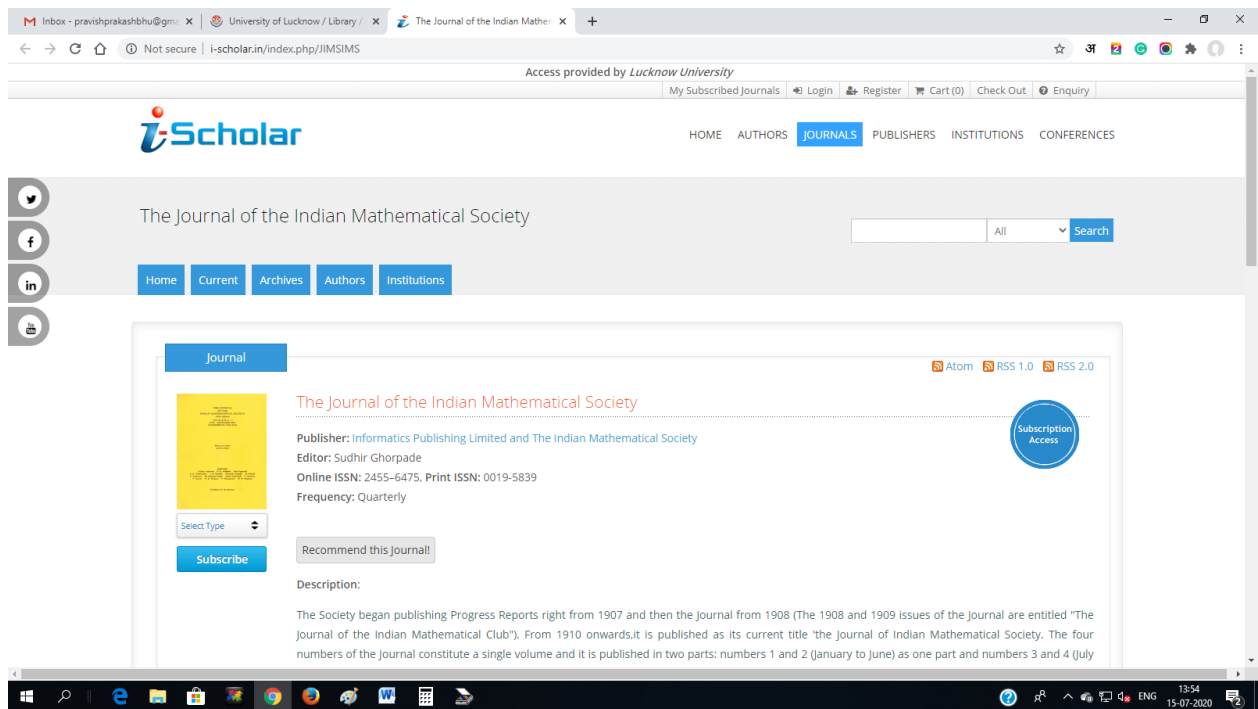 Inbox - pravishprakashbhu@gma
University of Lucknow / Library /
The Journal of the Indian Mathem
Not secure | i-scholar.in/index.php/JIMSIMS
अ
Access provided by Lucknow University
My Subscribed Journals Login Register Cart (0) Check Out Enquiry
i-Scholar
HOME AUTHORS JOURNALS PUBLISHERS INSTITUTIONS CONFERENCES
The Journal of the Indian Mathematical Society
All Search
Home Current Archives Authors Institutions
Journal
Atom RSS 1.0 RSS 2.0
The Journal of the Indian Mathematical Society
Subscription
Access
Publisher: Informatics Publishing Limited and The Indian Mathematical Society
Editor: Sudhir Ghorpade
Online ISSN: 2455-6475, Print ISSN: 0019-5839
Frequency: Quarterly
Select Type
Subscribe
Recommend this Journal!
Description:
The Society began publishing Progress Reports right from 1907 and then the Journal from 1908 (The 1908 and 1909 issues of the Journal are entitled "The
Journal of the Indian Mathematical Club"). From 1910 onwards,it is published as its current title 'the Journal of Indian Mathematical Society. The four
numbers of the Journal constitute a single volume and it is published in two parts: numbers 1 and 2 (January to June) as one part and numbers 3 and 4 (July
ENG
13:54
15-07-2020